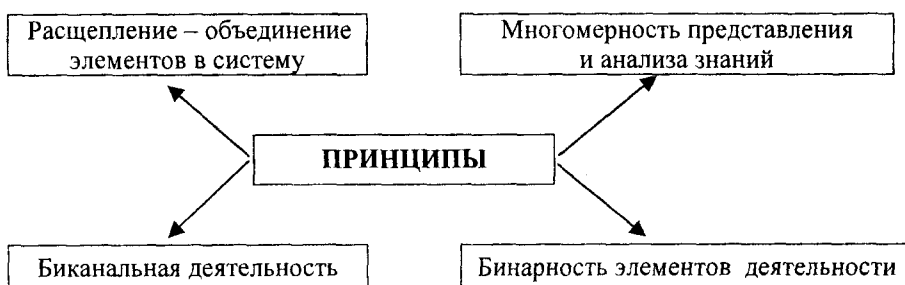 Расщепление – объединение
элементов в систему
Многомерность представления
и анализа знаний
ПРИНЦИПЫ
Биканальная деятельность
Бинарность элементов деятельности